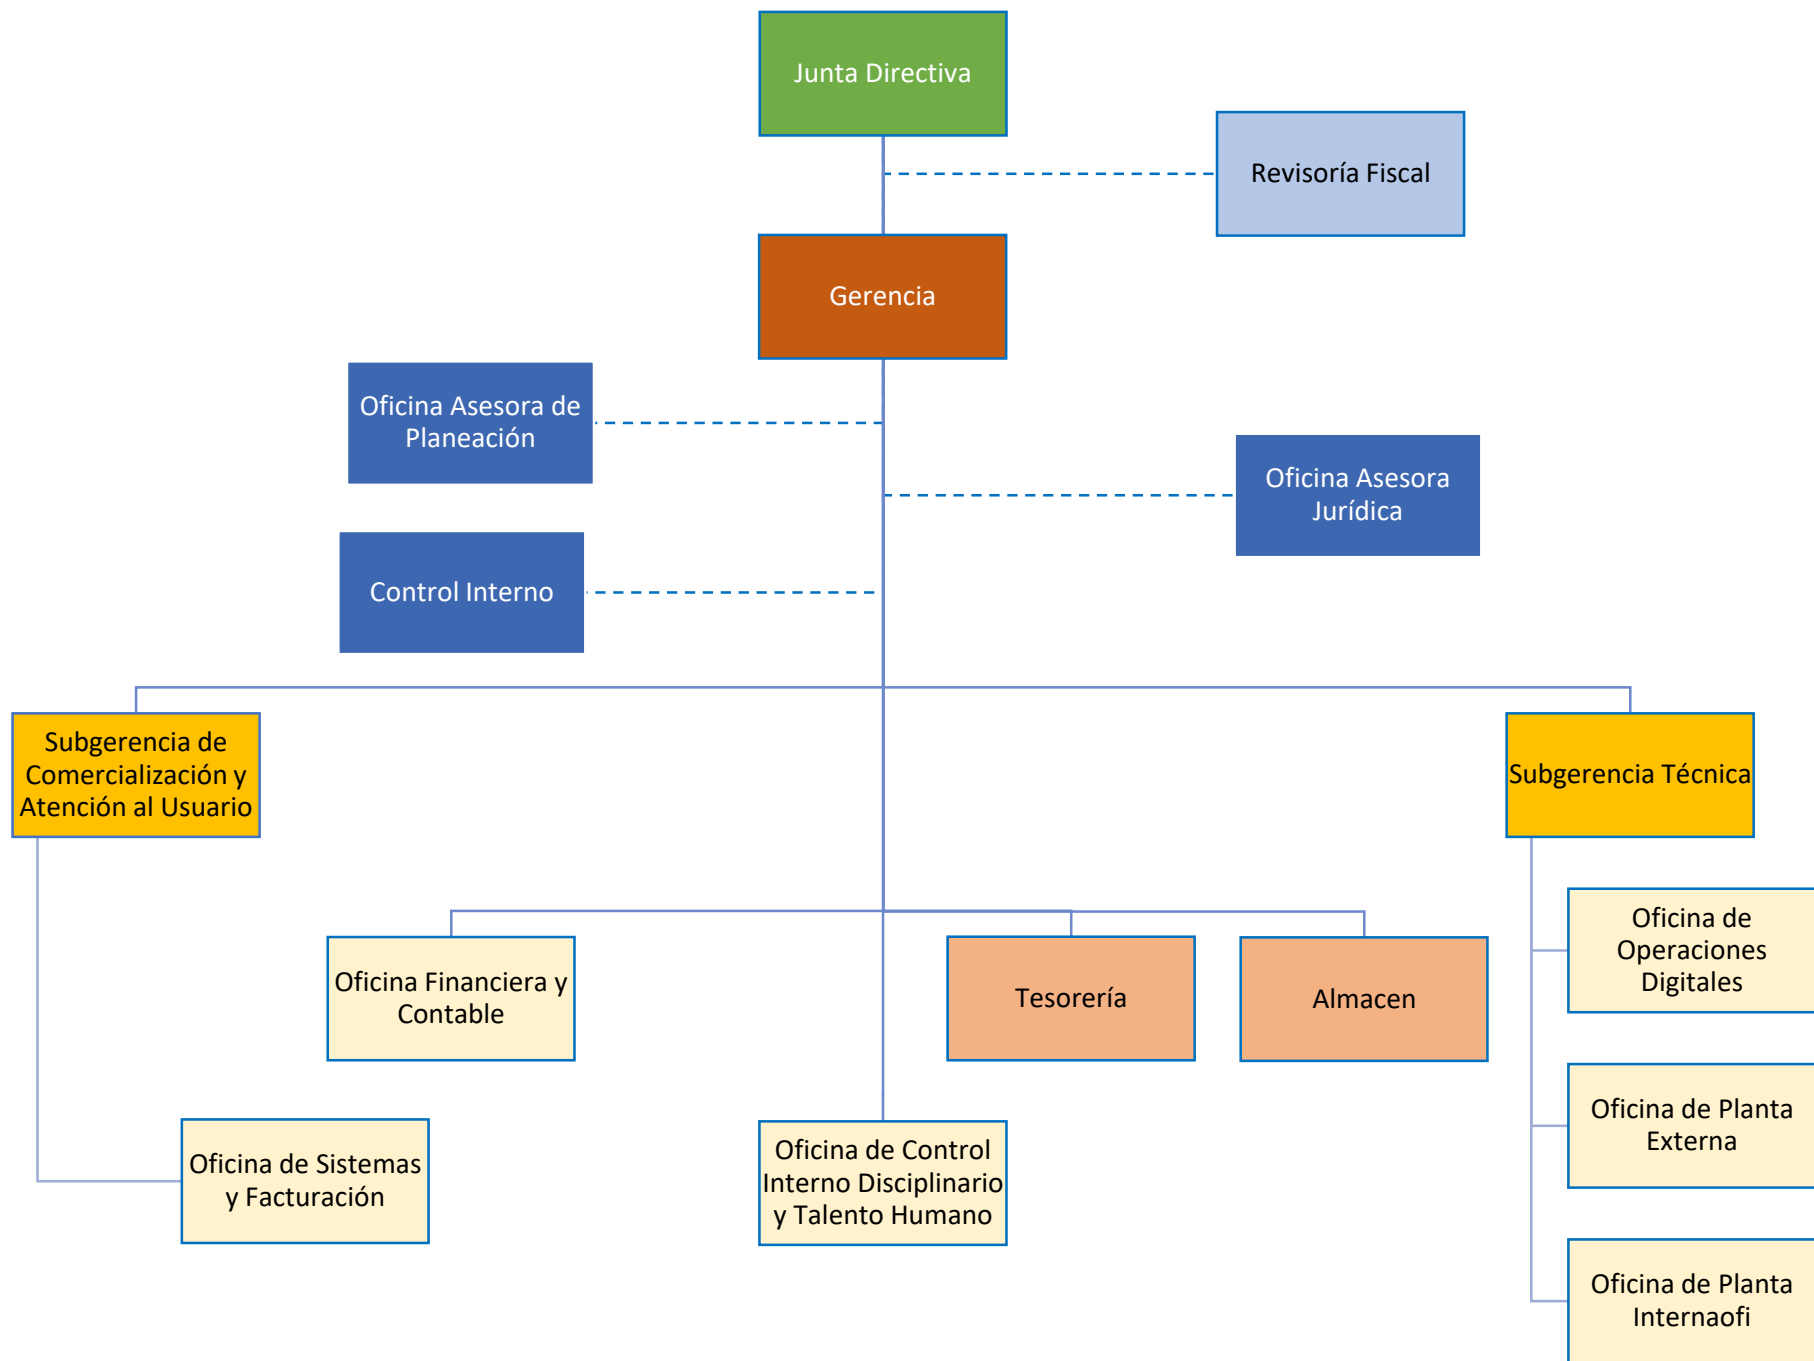 Junta Directiva
Revisoría Fiscal
Gerencia
Oficina Asesora de
Planeación
Oficina Asesora
Jurídica
Control Interno
Subgerencia de
Comercialización y
Atención al Usuario
Subgerencia Técnica
Oficina de
Operaciones
Digitales
Oficina Financiera y
Contable
Tesorería
Almacen
Oficina de Planta
Externa
Oficina de Sistemas
y Facturación
Oficina de Control
Interno Disciplinario
y Talento Humano
Oficina de Planta
Internaofi